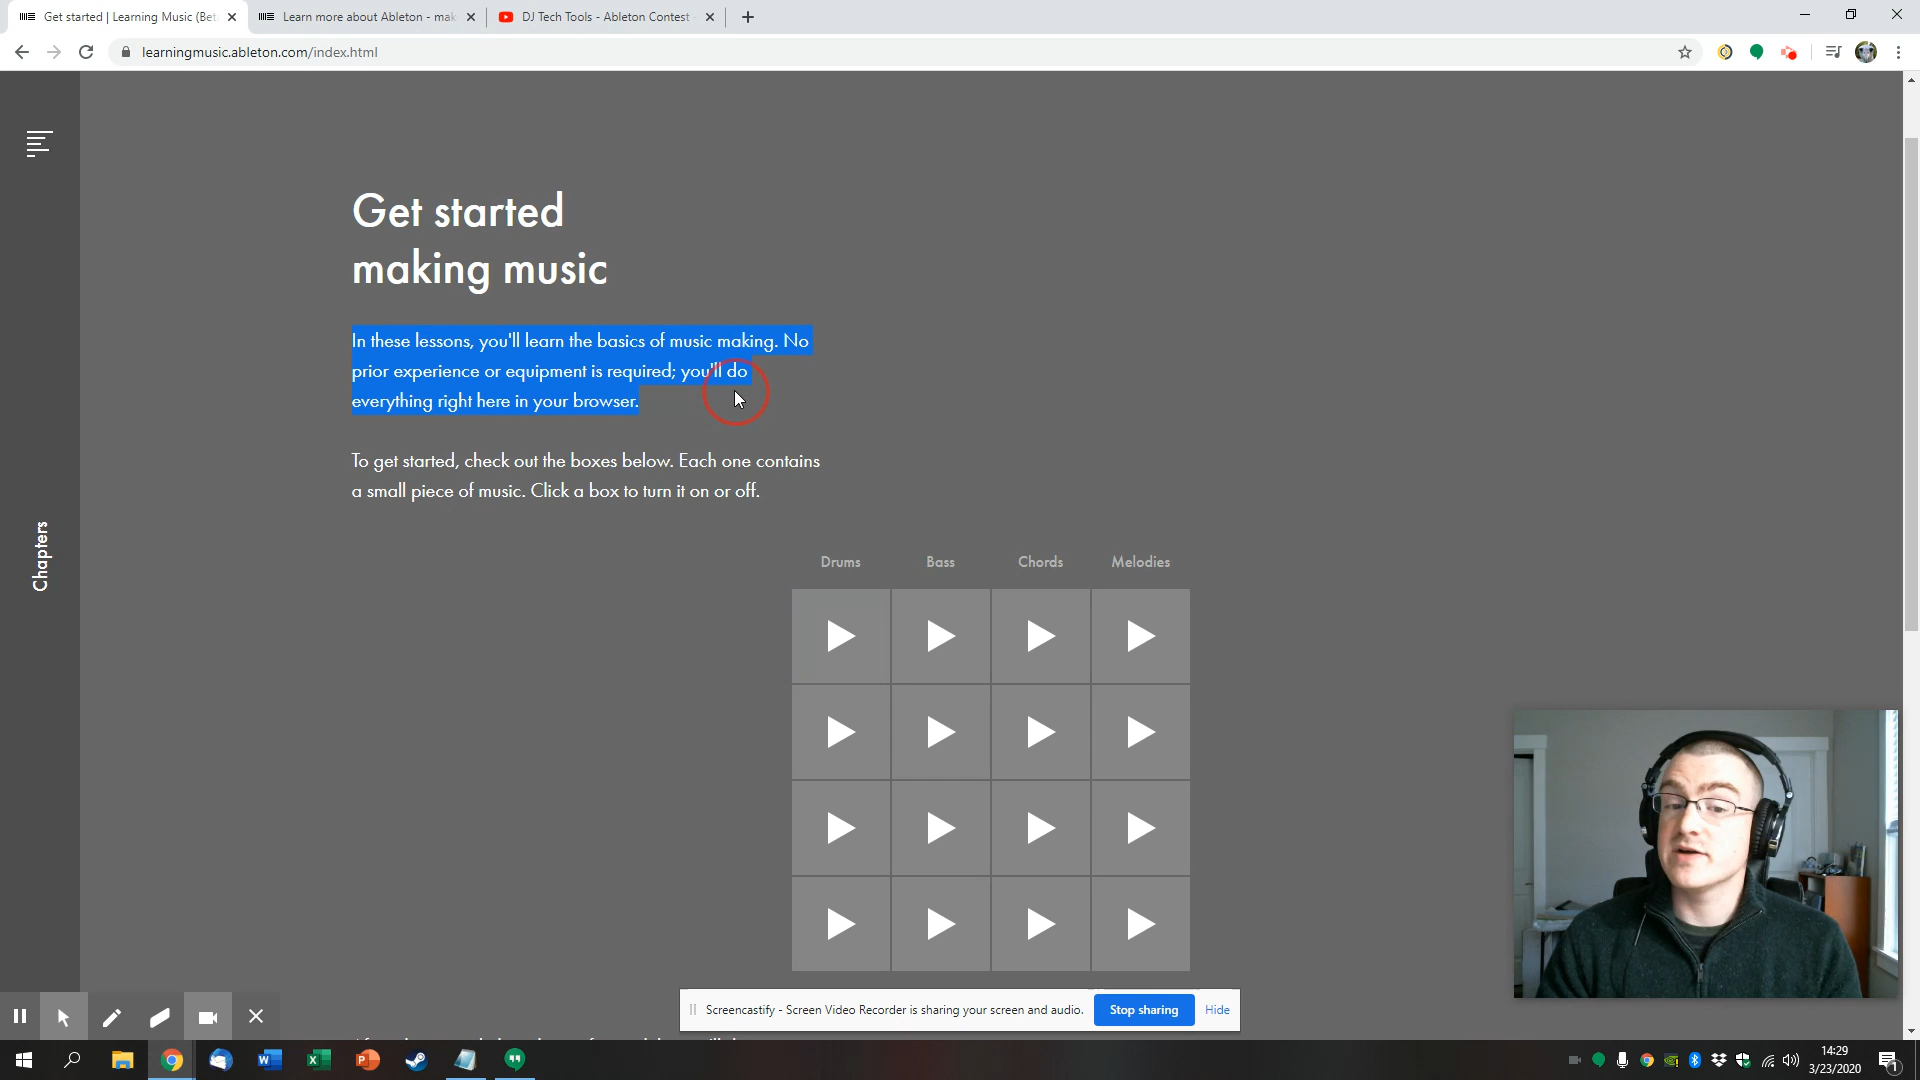 Get started | Learning Music (Bet
Learn more about Ableton - mak
DJ Tech Tools - Ableton Contest -
learningmusic.ableton.com/index.html
Get started
making music
In these lessons, you'll learn the basics of music making. No
prior experience or equipment is required; you'll do
everything right here in your browser.
To get started, check out the boxes below. Each one contains
a small piece of music. Click a box to turn it on or off.
Chapters
Drums Bass Chords Melodies
Screencastify - Screen Video Recorder is sharing your screen and audio. Stop sharing Hide
14:29
3/23/2020
1